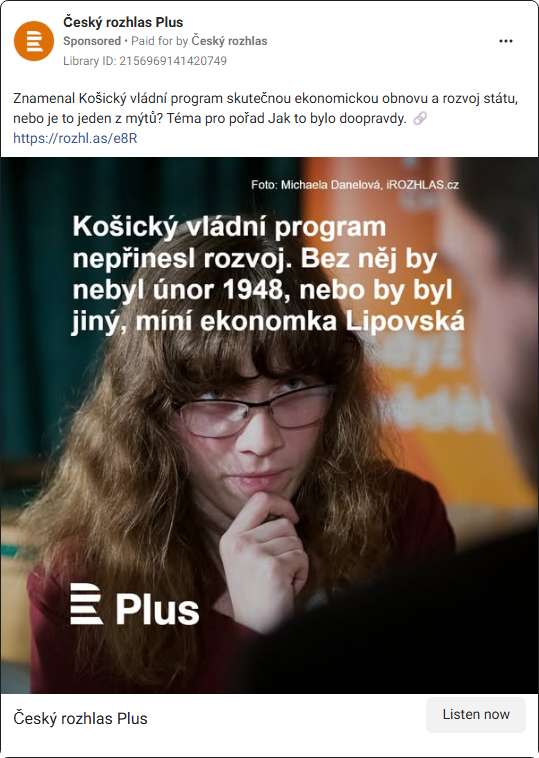 Český rozhlas Plus
Sponsored • Paid for by Český rozhlas
Library ID: 2156969141420749
Znamenal Košický vládní program skutečnou ekonomickou obnovu a rozvoj státu,
nebo je to jeden z mýtů? Téma pro pořad Jak to bylo doopravdy. 🔗
https://rozhl.as/e8R
Foto: Michaela Danelová, iROZHLAS.cz
Košický vládní program
nepřinesl rozvoj. Bez něj by
nebyl únor 1948, nebo by byl
jiný, míní ekonomka Lipovská
Plus
Český rozhlas Plus
Listen now